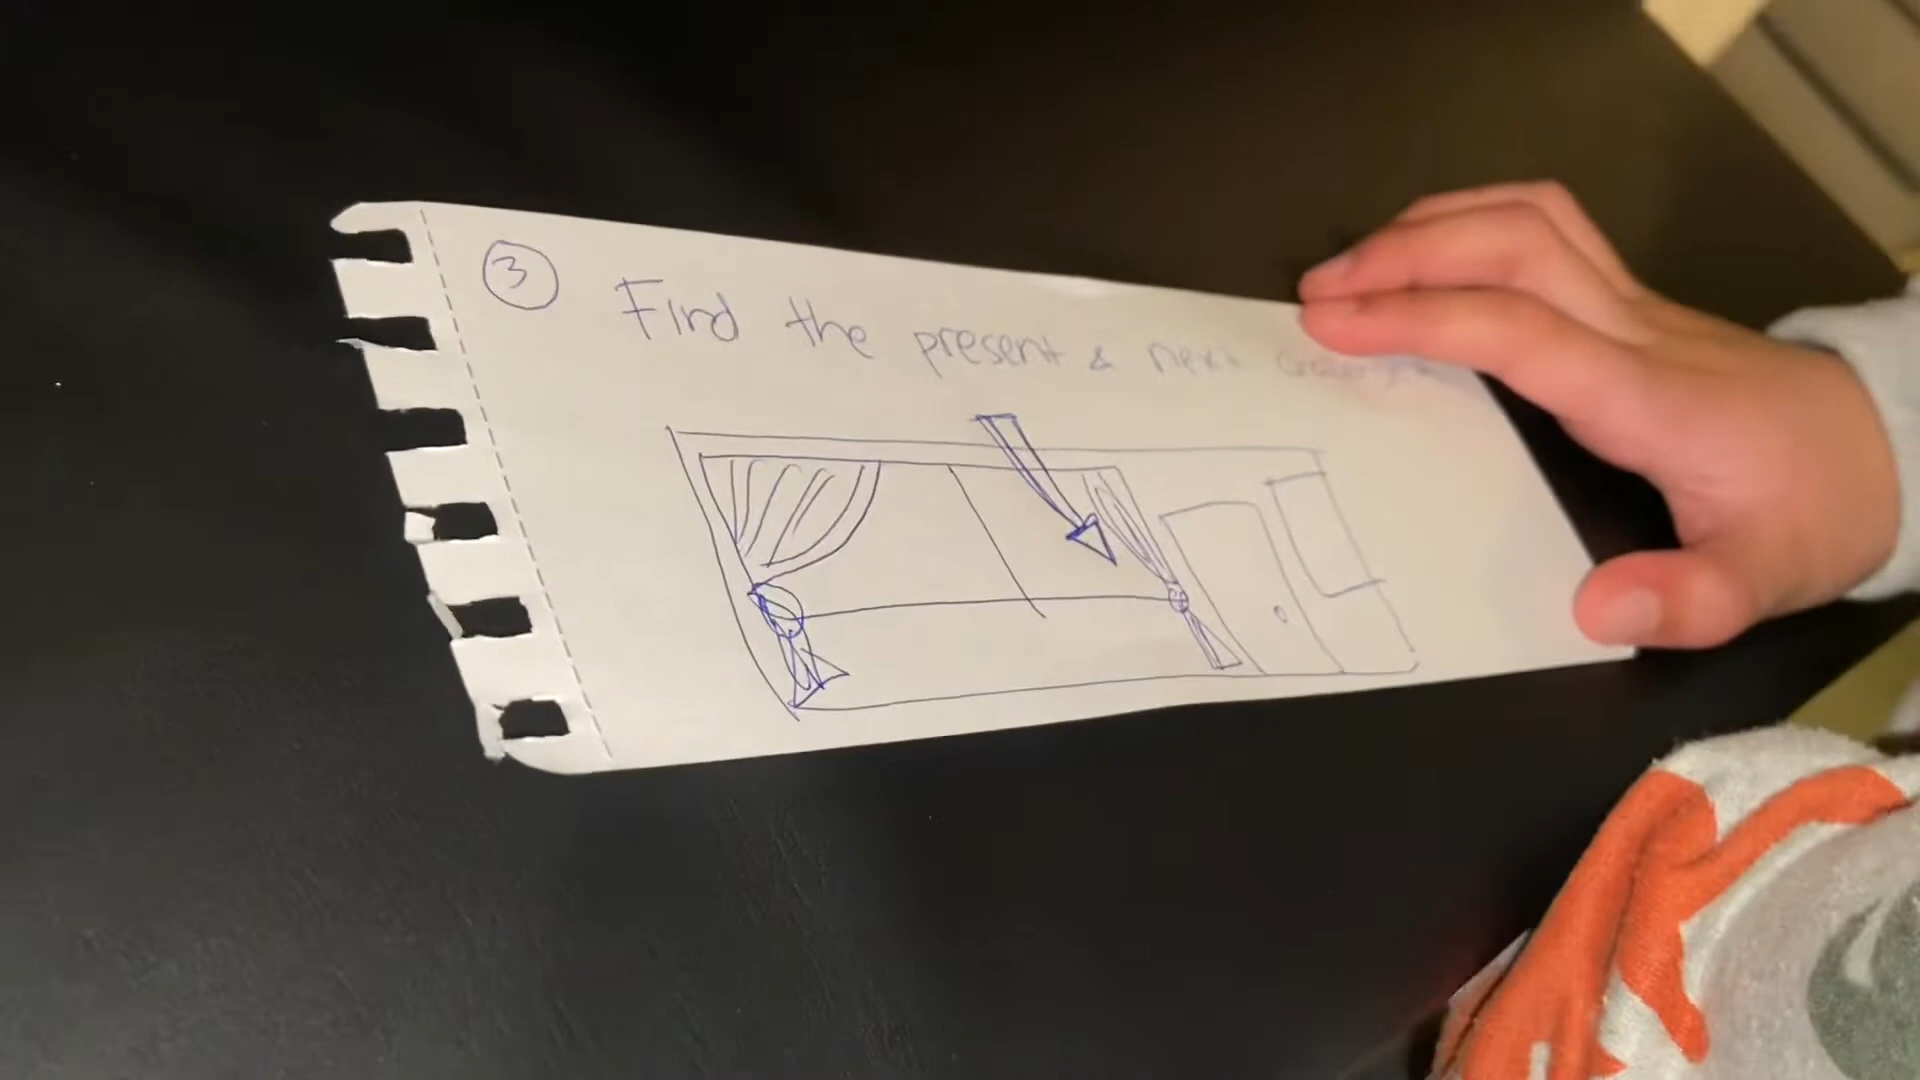 3 Find the present & next